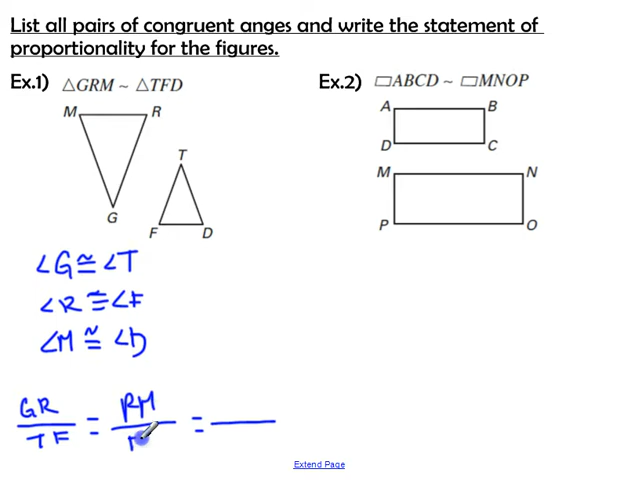 List all pairs of congruent anges and write the statement of
proportionality for the figures.
Ex.1) △GRM ~ △TFD
Ex.2) ▭ABCD ~ ▭MNOP
M R
G
T
F D
A B
D C
M N
P O
∠G ≅ ∠T
∠R ≅ ∠F
∠M ≅ ∠D
GR = RM =
TF
Extend Page